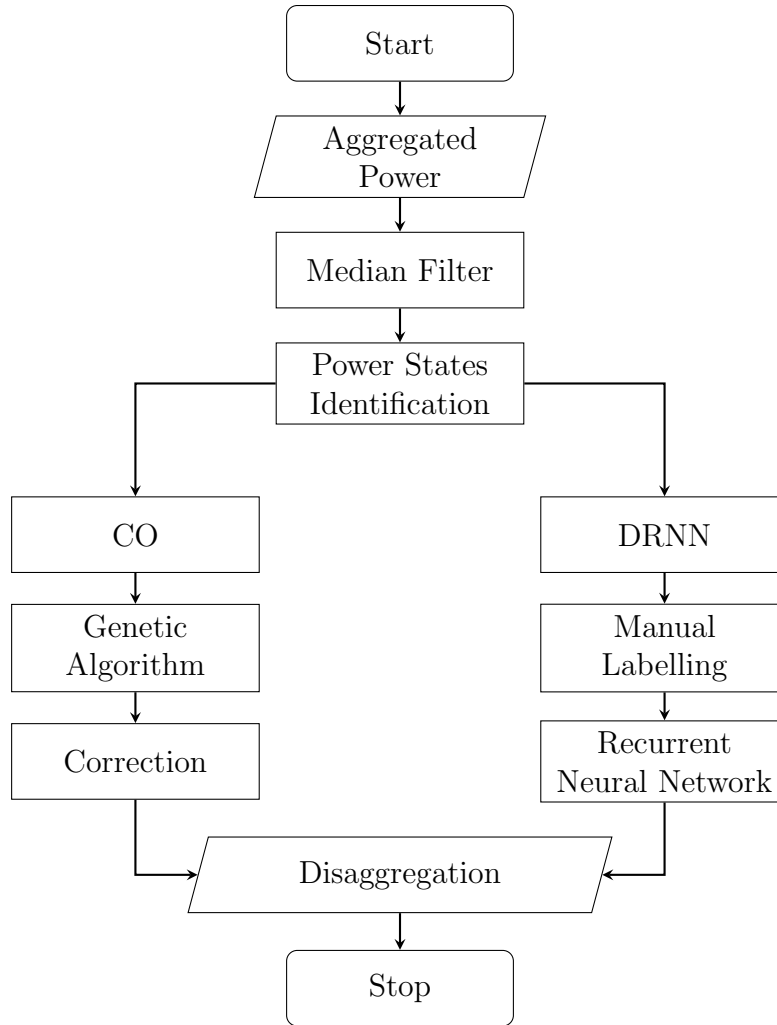 Start
Aggregated
Power
Median Filter
Power States
Identification
CO
Genetic
Algorithm
Correction
DRNN
Manual
Labelling
Recurrent
Neural Network
Disaggregation
Stop